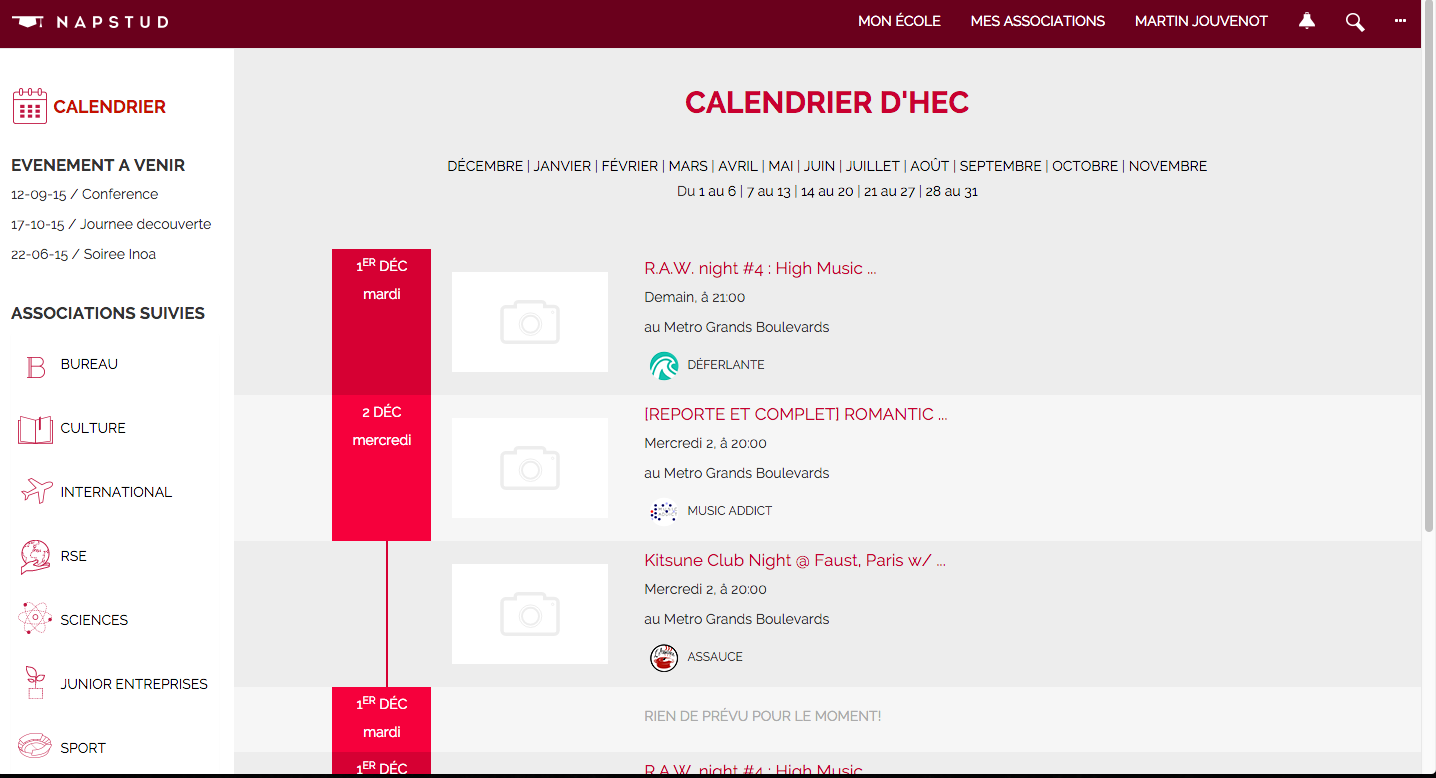 NAPSTUD
MON ÉCOLE MES ASSOCIATIONS MARTIN JOUVENOT ...
CALENDRIER
EVENEMENT A VENIR
12-09-15 / Conference
17-10-15 / Journee decouverte
22-06-15 / Soiree Inoa
ASSOCIATIONS SUIVIES
B BUREAU
CULTURE
INTERNATIONAL
RSE
SCIENCES
JUNIOR ENTREPRISES
SPORT
CALENDRIER D'HEC
DÉCEMBRE | JANVIER | FÉVRIER | MARS | AVRIL | MAI | JUIN | JUILLET | AOÛT | SEPTEMBRE | OCTOBRE | NOVEMBRE
Du 1 au 6 | 7 au 13 | 14 au 20 | 21 au 27 | 28 au 31
1ER DÉC
mardi
R.A.W. night #4 : High Music ...
Demain, à 21:00
au Metro Grands Boulevards
DÉFERLANTE
2 DÉC
mercredi
[REPORTE ET COMPLET] ROMANTIC ...
Mercredi 2, à 20:00
au Metro Grands Boulevards
MUSIC ADDICT
Kitsune Club Night @ Faust, Paris w/ ...
Mercredi 2, à 20:00
au Metro Grands Boulevards
ASSAUCE
1ER DÉC
mardi
RIEN DE PRÉVU POUR LE MOMENT!
1ER DÉC
R.A.W. night #4 : High Music ...